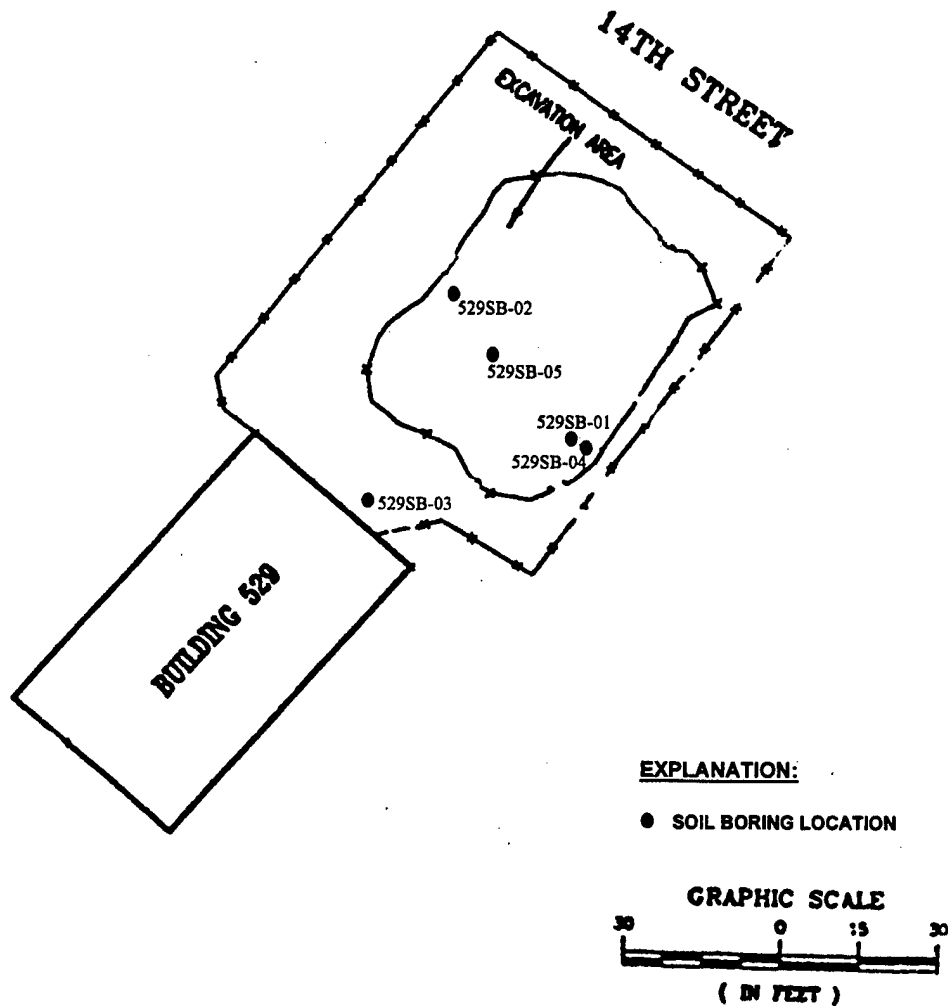 14TH STREET
EXCAVATION AREA
529SB-02
529SB-05
529SB-01
529SB-04
529SB-03
BUILDING 529
EXPLANATION:
● SOIL BORING LOCATION
GRAPHIC SCALE
30 0 15 30
( IN FEET )